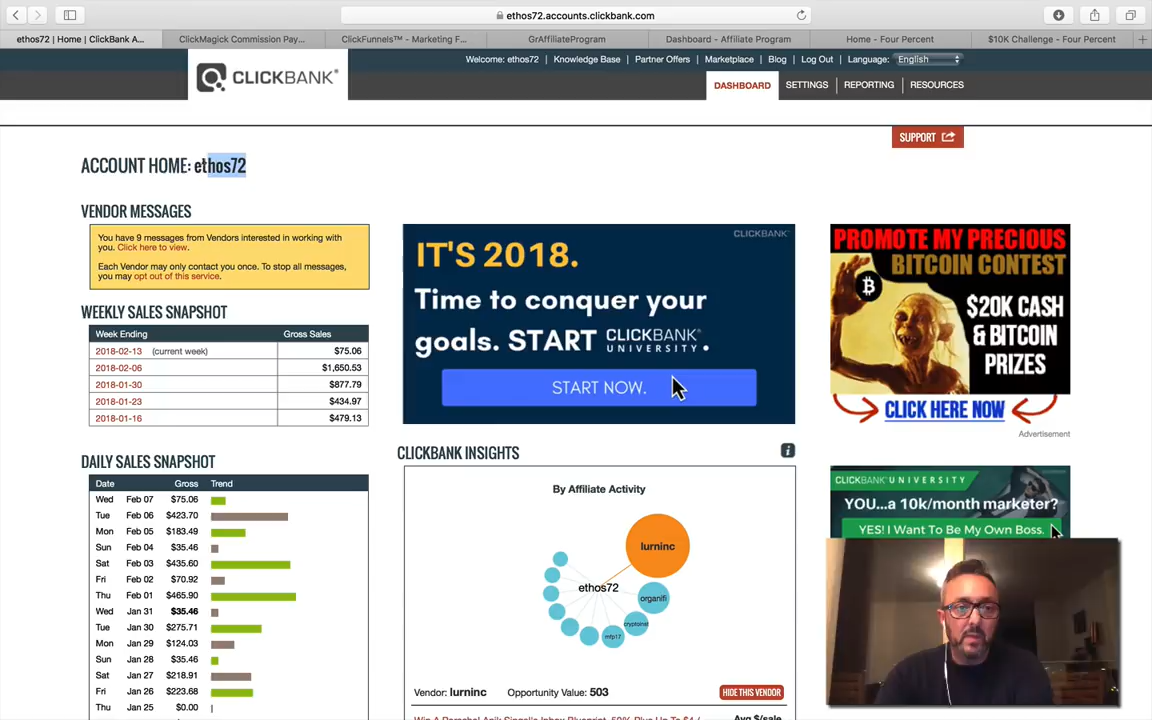 ethos72.accounts.clickbank.com
ethos72 | Home | ClickBank A...
ClickMagick Commission Pay...
ClickFunnels™ - Marketing F...
GrAffiliateProgram
Dashboard - Affiliate Program
Home - Four Percent
$10K Challenge - Four Percent
Welcome: ethos72 | Knowledge Base | Partner Offers | Marketplace | Blog | Log Out | Language: English
CLICKBANK®
DASHBOARD SETTINGS REPORTING RESOURCES
SUPPORT
ACCOUNT HOME: ethos72
VENDOR MESSAGES
You have 9 messages from Vendors interested in working with
you. Click here to view.
Each Vendor may only contact you once. To stop all messages,
you may opt out of this service.
WEEKLY SALES SNAPSHOT
Week Ending Gross Sales
2018-02-13 (current week) $75.06
2018-02-06 $1,650.53
2018-01-30 $877.79
2018-01-23 $434.97
2018-01-16 $479.13
DAILY SALES SNAPSHOT
Date Gross Trend
Wed Feb 07 $75.06
Tue Feb 06 $423.70
Mon Feb 05 $183.49
Sun Feb 04 $35.46
Sat Feb 03 $435.60
Fri Feb 02 $70.92
Thu Feb 01 $465.90
Wed Jan 31 $35.46
Tue Jan 30 $275.71
Mon Jan 29 $124.03
Sun Jan 28 $35.46
Sat Jan 27 $218.91
Fri Jan 26 $223.68
Thu Jan 25 $0.00
CLICKBANK
IT'S 2018.
Time to conquer your
goals. START CLICKBANK® UNIVERSITY.
START NOW.
CLICKBANK INSIGHTS
i
By Affiliate Activity
lurninc
ethos72
organifi
cryptoinst
mfp17
Vendor: lurninc Opportunity Value: 503
HIDE THIS VENDOR
Avg $/sale
PROMOTE MY PRECIOUS
BITCOIN CONTEST
$20K CASH
& BITCOIN
PRIZES
CLICK HERE NOW
Advertisement
CLICKBANK UNIVERSITY
YOU...a 10k/month marketer?
YES! I Want To Be My Own Boss.